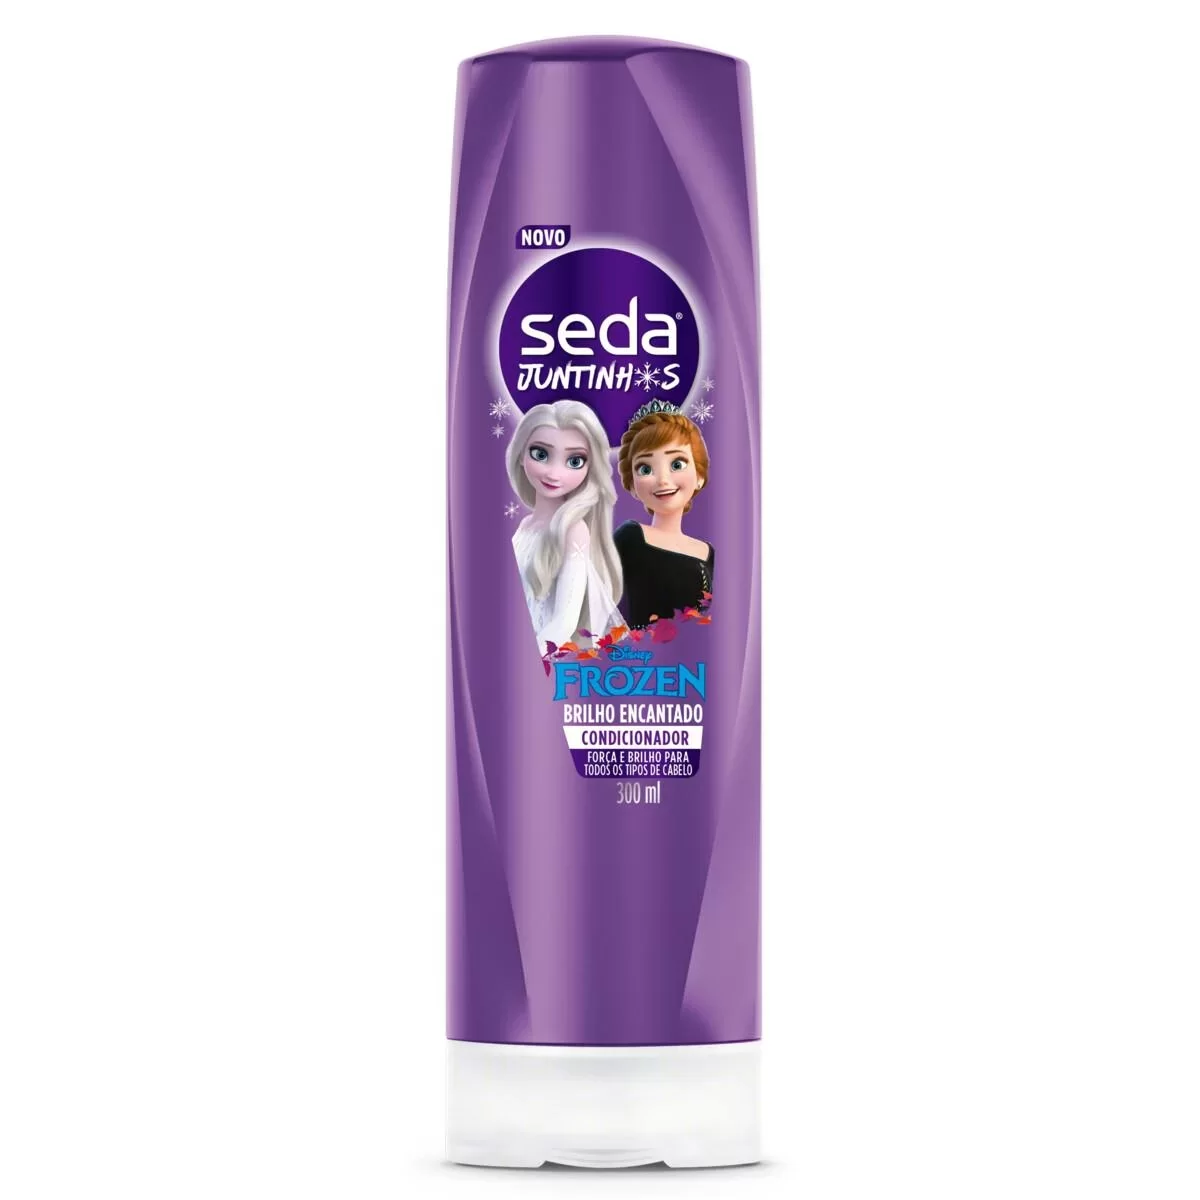 NOVO
seda®
JUNTINHOS
Disney
FROZEN
BRILHO ENCANTADO
CONDICIONADOR
FORÇA E BRILHO PARA
TODOS OS TIPOS DE CABELO
300 ml